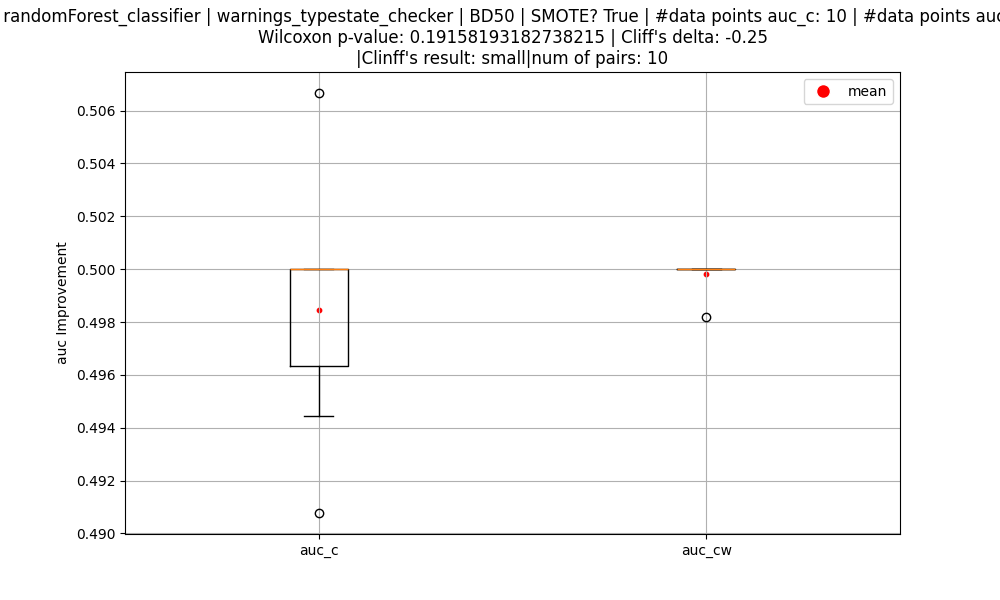 randomForest_classifier | warnings_typestate_checker | BD50 | SMOTE? True | #data points auc_c: 10 | #data points
Wilcoxon p-value: 0.19158193182738215 | Cliff's delta: -0.25
|Clinff's result: small|num of pairs: 10
mean
0.506
0.504
0.502
0.500
0.498
0.496
0.494
0.492
0.490
auc Improvement
auc_c
auc_cw